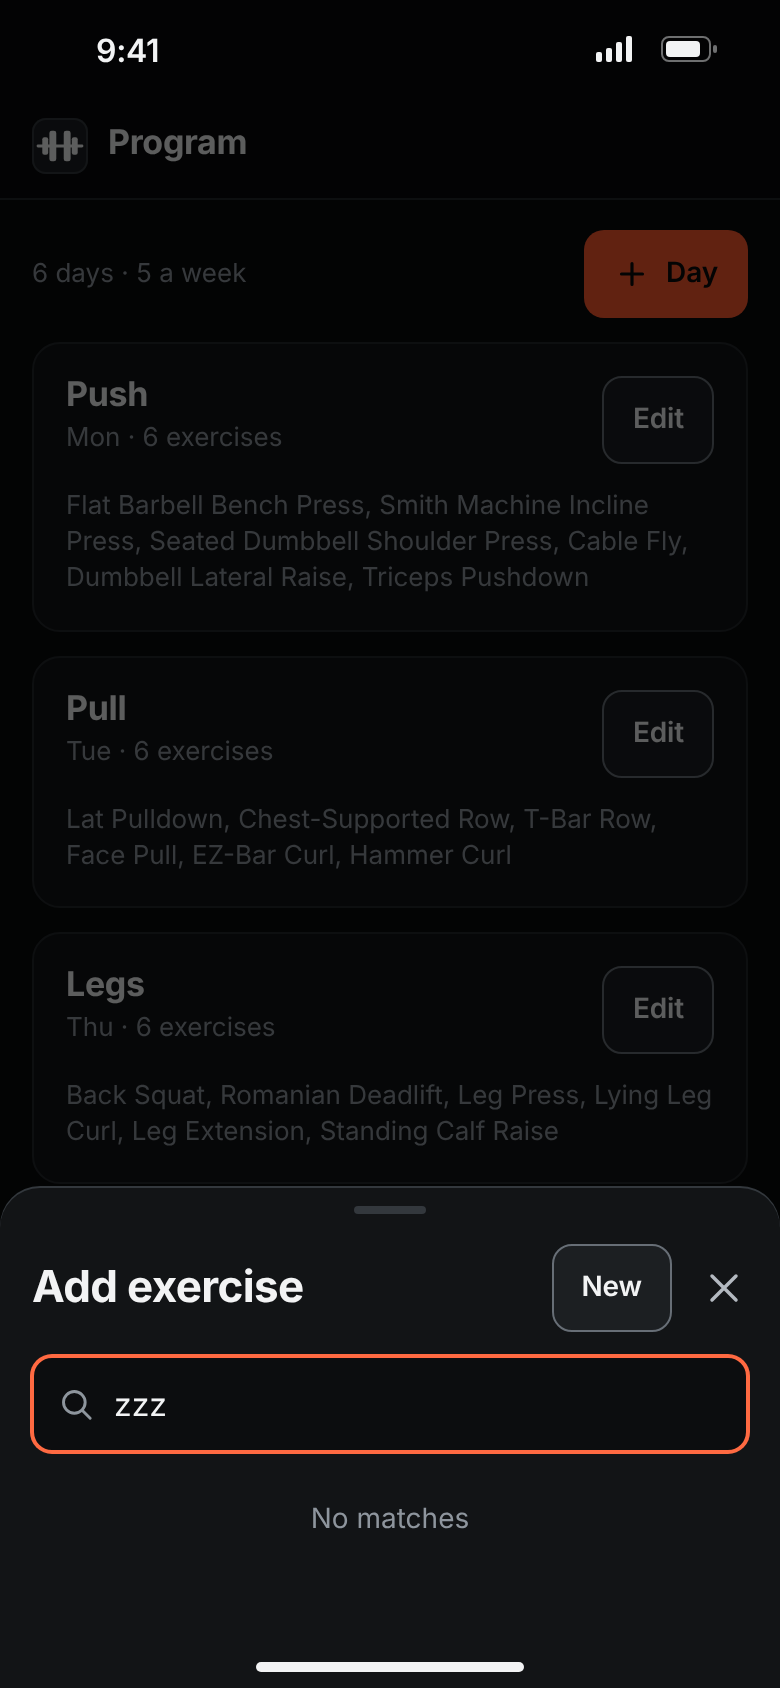 9:41
Program
6 days · 5 a week
Day
Push
Edit
Mon · 6 exercises
Flat Barbell Bench Press, Smith Machine Incline
Press, Seated Dumbbell Shoulder Press, Cable Fly,
Dumbbell Lateral Raise, Triceps Pushdown
Pull
Edit
Tue · 6 exercises
Lat Pulldown, Chest-Supported Row, T-Bar Row,
Face Pull, EZ-Bar Curl, Hammer Curl
Legs
Edit
Thu · 6 exercises
Back Squat, Romanian Deadlift, Leg Press, Lying Leg
Curl, Leg Extension, Standing Calf Raise
Add exercise
New
zzz
No matches